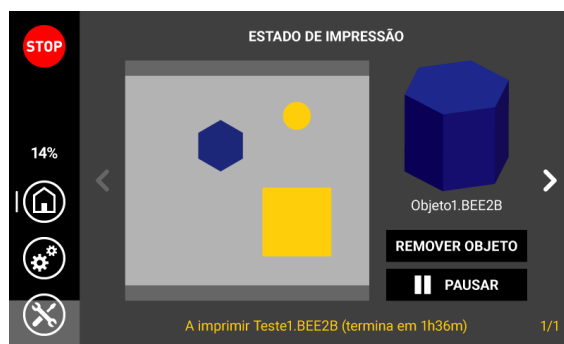 STOP
ESTADO DE IMPRESSÃO
14%
Objeto1.BEE2B
REMOVER OBJETO
PAUSAR
A imprimir Teste1.BEE2B (termina em 1h36m)
1/1